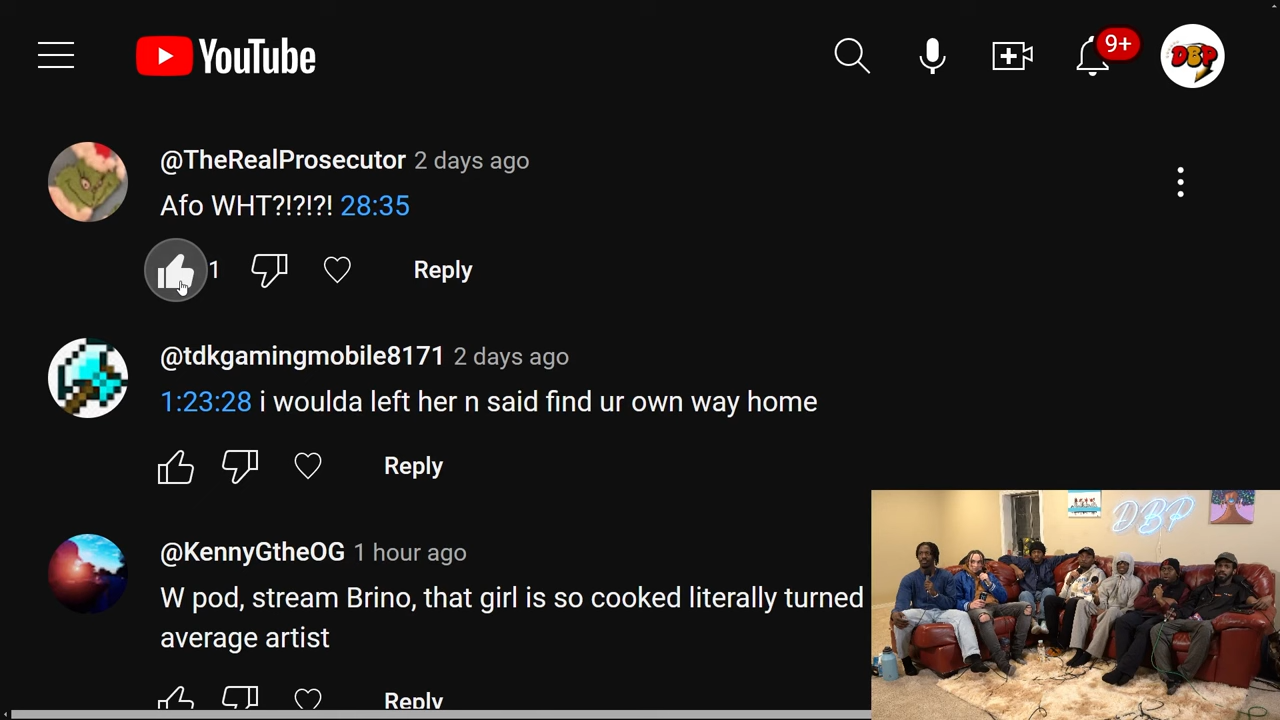 YouTube
9+
DBP
@TheRealProsecutor 2 days ago
Afo WHT?!?!?! 28:35
1
Reply
@tdkgamingmobile8171 2 days ago
1:23:28 i woulda left her n said find ur own way home
Reply
@KennyGtheOG 1 hour ago
W pod, stream Brino, that girl is so cooked literally turned
average artist
Reply
DBP